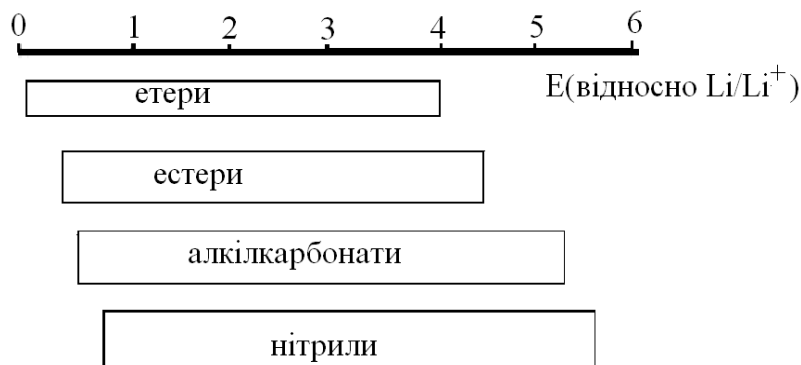 0 1 2 3 4 5 6
E(відносно Li/Li⁺)
етери
естери
алкілкарбонати
нітрили